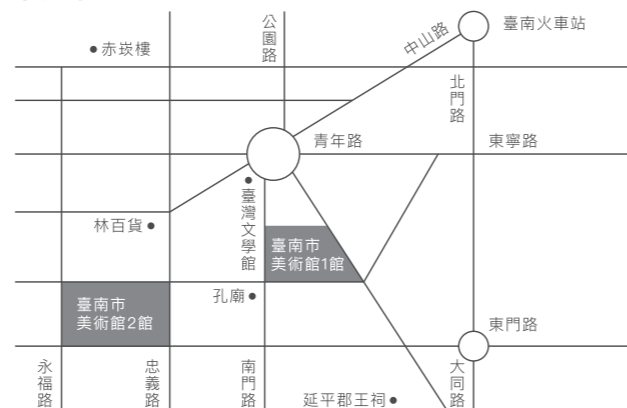 公園路
臺南火車站
中山路
●赤崁樓
北門路
青年路
東寧路
●
臺灣文學館
林百貨●
臺南市
美術館1館
孔廟●
臺南市
美術館2館
東門路
永福路
忠義路
南門路
大同路
延平郡王祠●